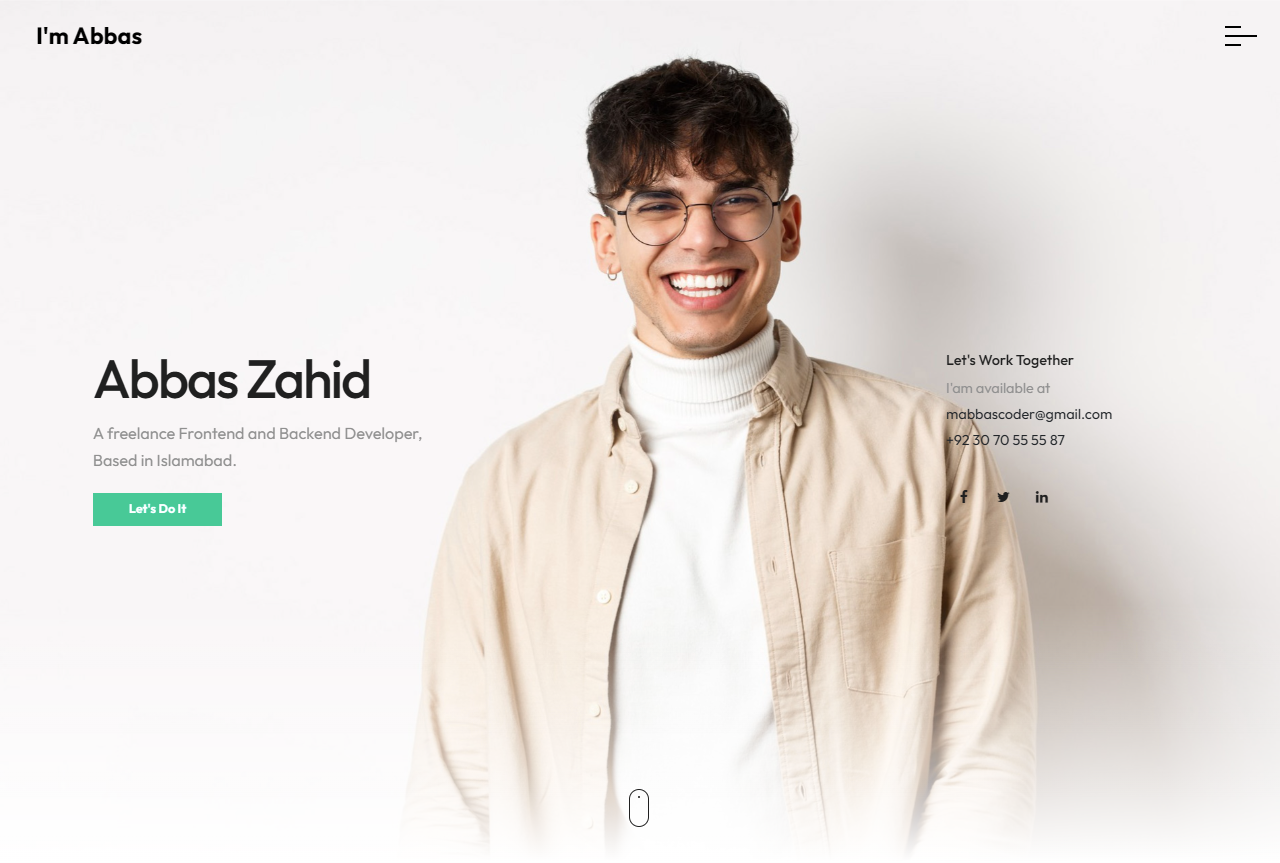 I'm Abbas
Abbas Zahid
A freelance Frontend and Backend Developer,
Based in Islamabad.
Let's Do It
Let's Work Together
I'am available at
mabbascoder@gmail.com
+92 30 70 55 55 87